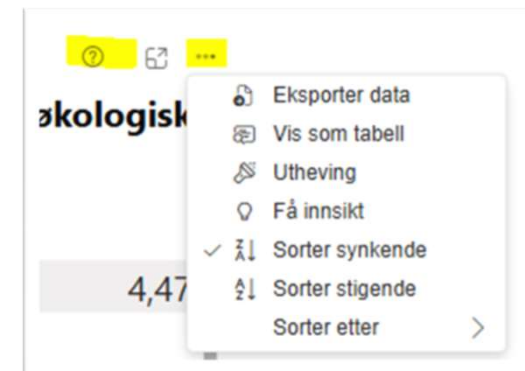 økologisk
4,47
Eksporter data
Vis som tabell
Utheving
Få innsikt
Sorter synkende
Sorter stigende
Sorter etter